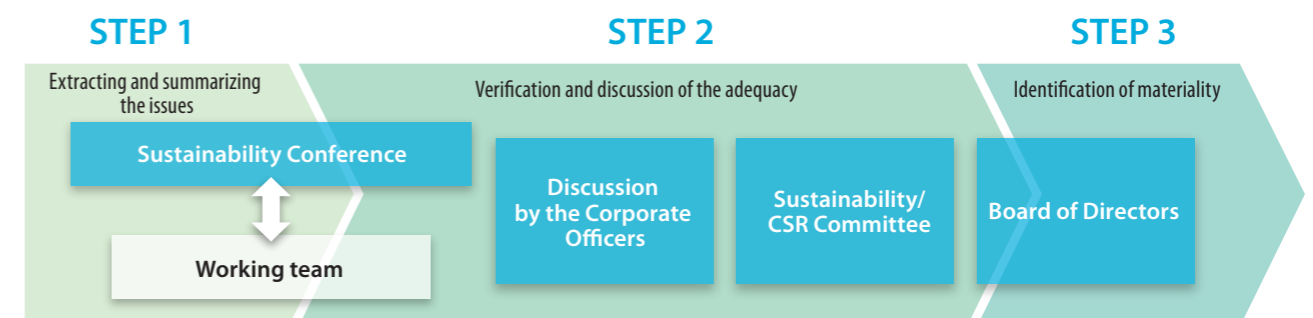 STEP 1
Extracting and summarizing
the issues
Sustainability Conference
Working team
STEP 2
Verification and discussion of the adequacy
Discussion
by the Corporate
Officers
Sustainability/
CSR Committee
STEP 3
Identification of materiality
Board of Directors